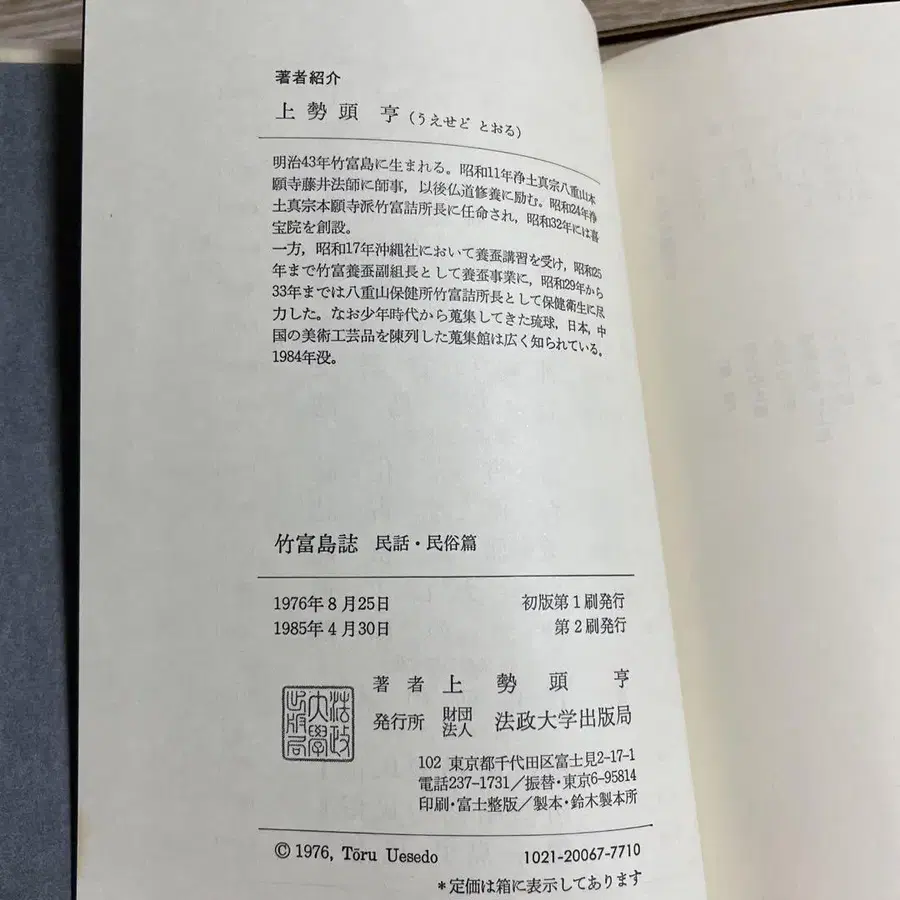 著者紹介
上勢頭 亨（うえせど とおる）
明治43年竹富島に生まれる。昭和11年浄土真宗八重山本
願寺藤井法師に師事，以後仏道修養に励む。昭和24年浄
土真宗本願寺派竹富詰所長に任命され，昭和32年には喜
宝院を創設。
一方，昭和17年沖縄社において養蚕講習を受け，昭和25
年まで竹富養蚕副組長として養蚕事業に，昭和29年から
33年までは八重山保健所竹富詰所長として保健衛生に尽
力した。なお少年時代から蒐集してきた琉球，日本，中
国の美術工芸品を陳列した蒐集館は広く知られている。
1984年没。
竹富島誌 民話・民俗篇
1976年8月25日 初版第1刷発行
1985年4月30日 第2刷発行
著者 上勢頭 亨
発行所 財団法人 法政大学出版局
102 東京都千代田区富士見2-17-1
電話237-1731／振替・東京6-95814
印刷・富士整版／製本・鈴木製本所
法政
大學
出版局
© 1976, Tōru Uesedo 1021-20067-7710
＊定価は箱に表示してあります